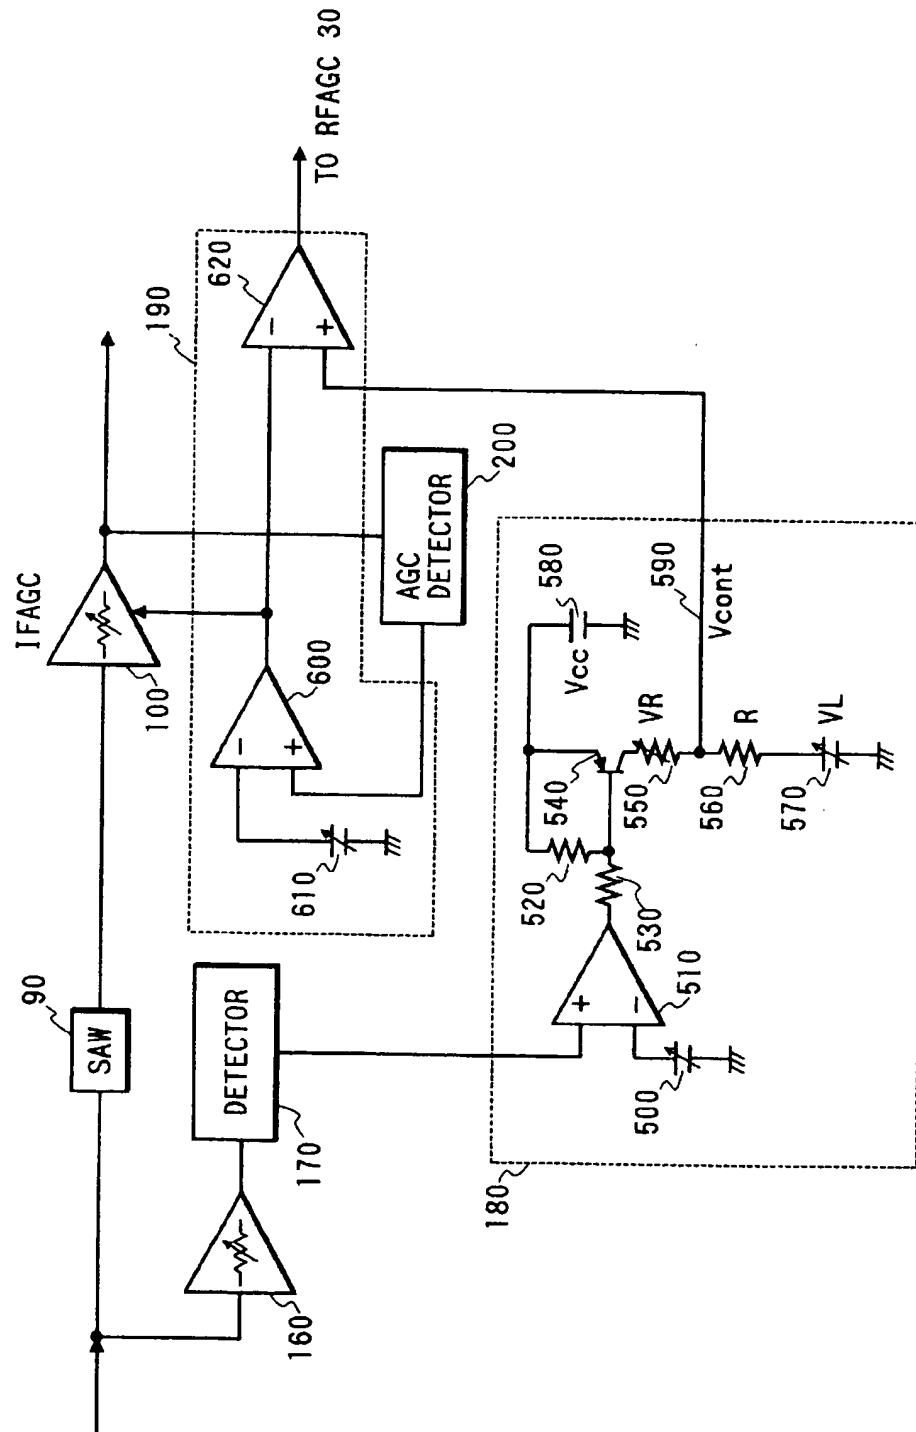 TO RFAGC 30
620
190
IFAGC
100
-
+
200
AGC
DETECTOR
600
-
+
610
90
SAW
DETECTOR
170
160
180
580
Vcc
590
Vcont
540
VR
550
R
560
VL
570
520
530
510
+
-
500